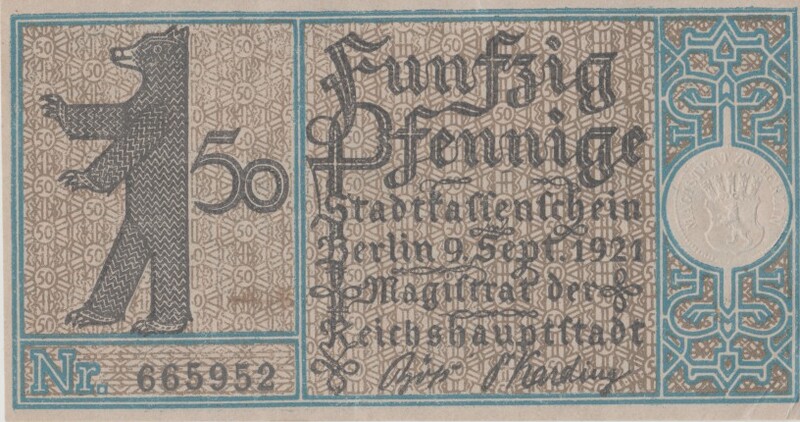 50
Funfzig
Pfennige
Stadtkassenschein
Berlin 9. Sept. 1921
Magistrat der
Reichshauptstadt
Nr. 665952